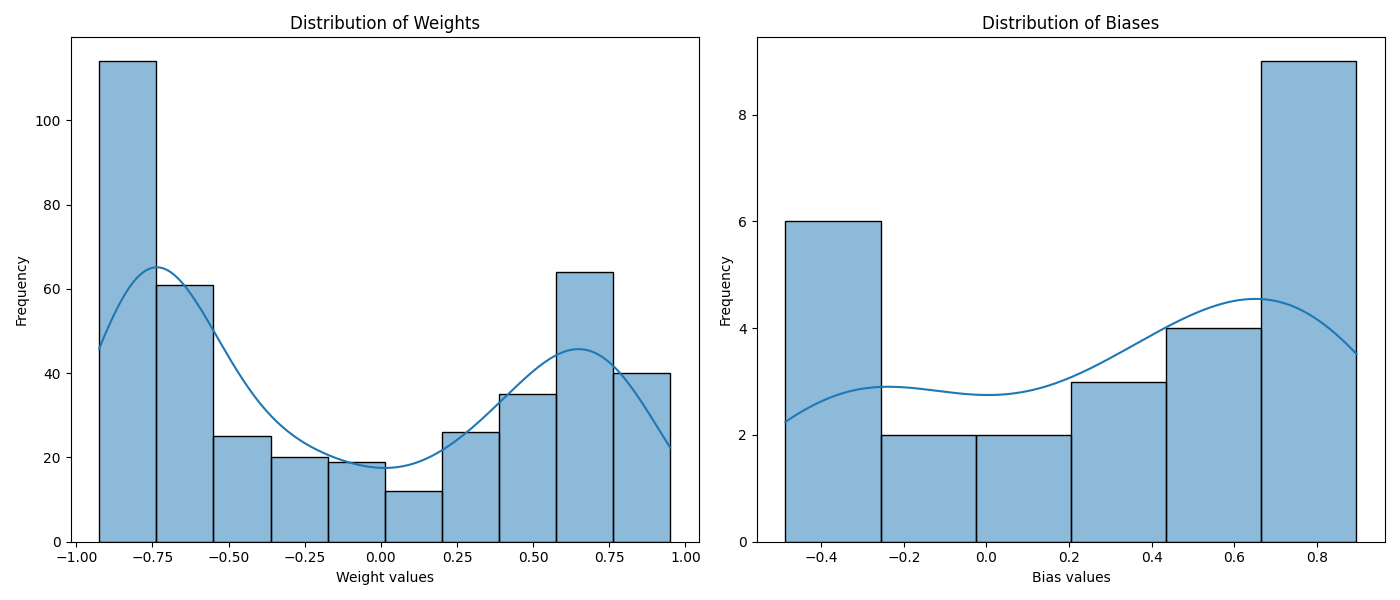 Distribution of Weights
Frequency
100
80
60
40
20
0
−1.00 −0.75 −0.50 −0.25 0.00 0.25 0.50 0.75 1.00
Weight values
Distribution of Biases
Frequency
8
6
4
2
0
−0.4 −0.2 0.0 0.2 0.4 0.6 0.8
Bias values